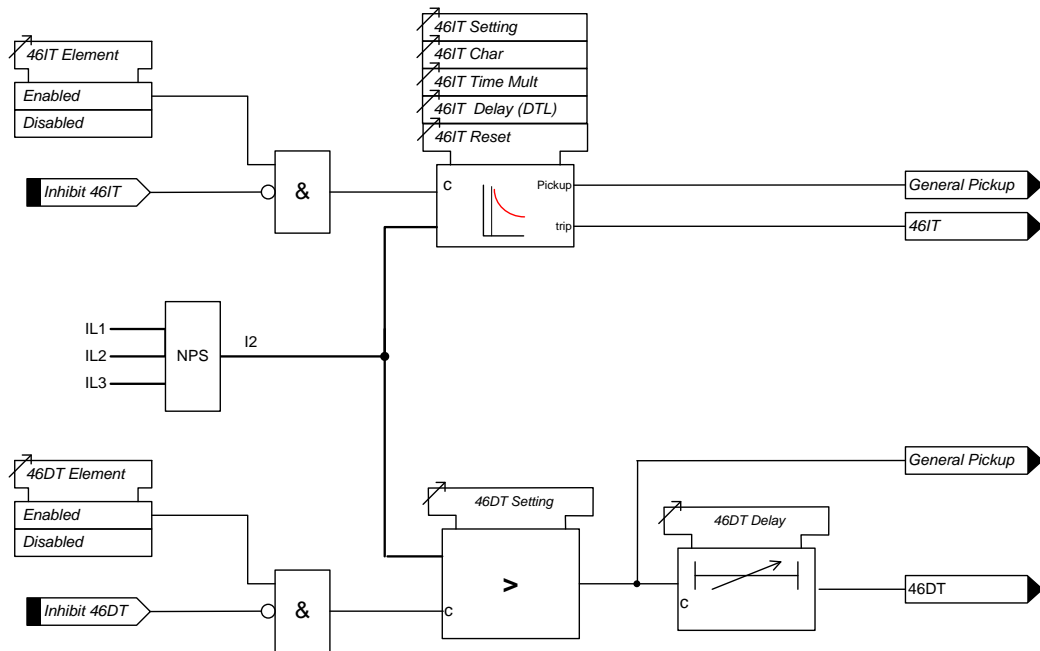 46IT Element
Enabled
Disabled
Inhibit 46IT
&
46IT Setting
46IT Char
46IT Time Mult
46IT Delay (DTL)
46IT Reset
C
Pickup
trip
General Pickup
46IT
IL1
IL2
IL3
NPS
I2
46DT Element
Enabled
Disabled
Inhibit 46DT
&
46DT Setting
>
C
46DT Delay
C
General Pickup
46DT